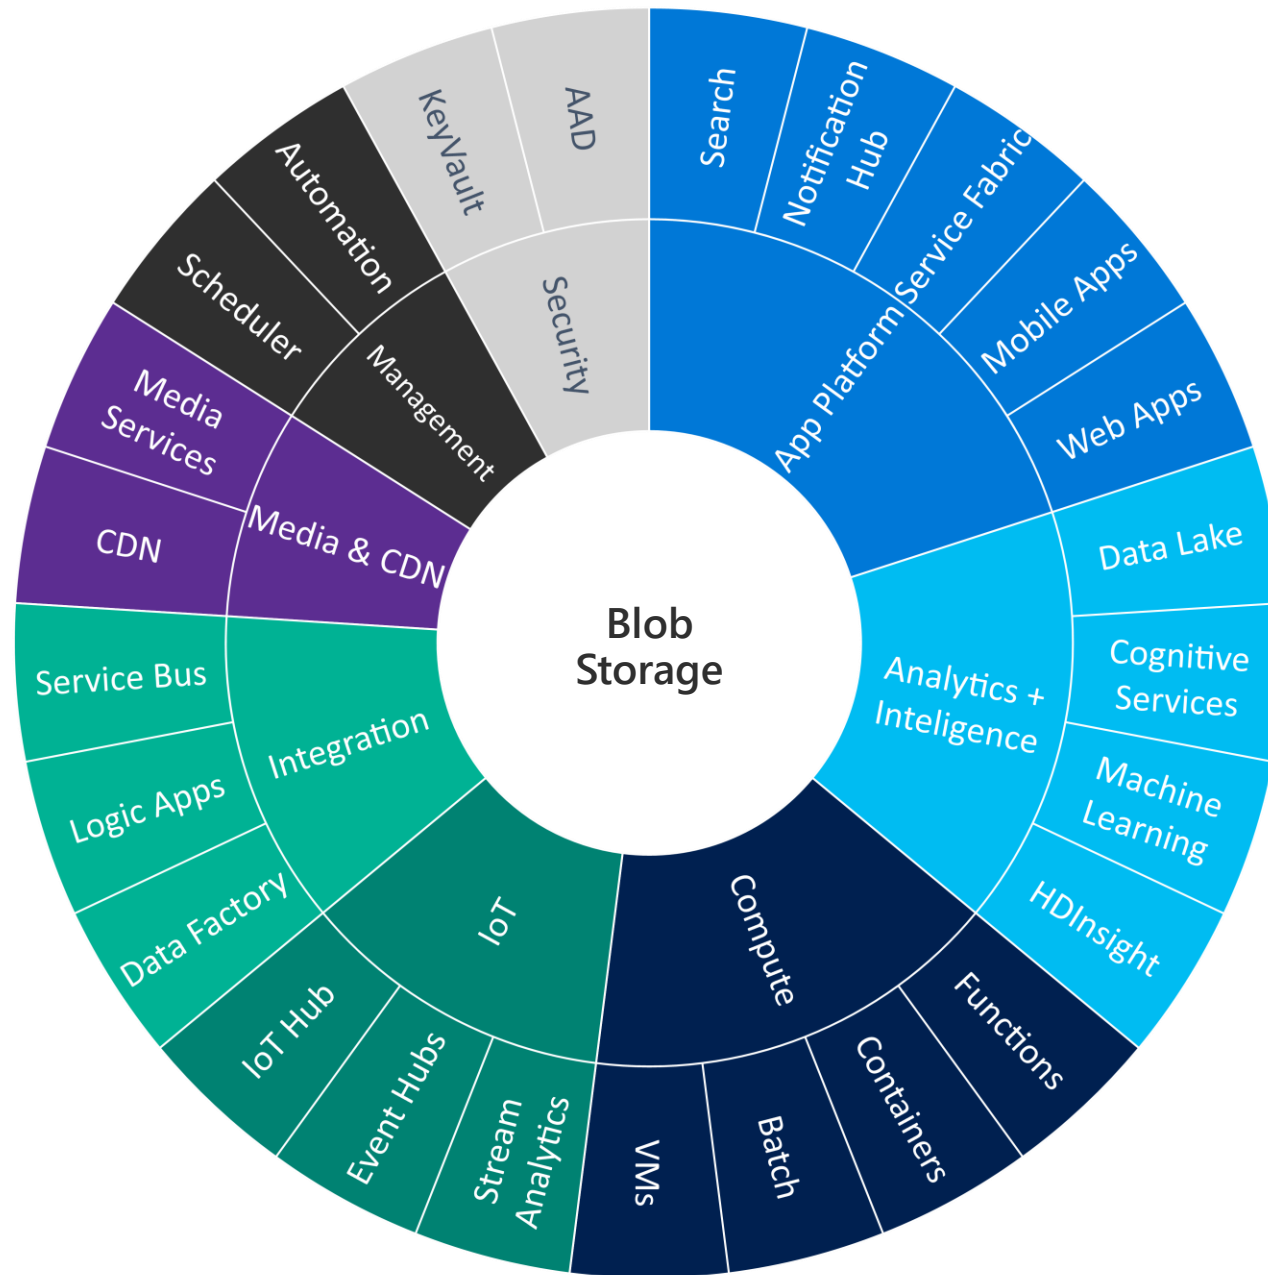 Blob
Storage
App Platform
Search
Notification
Hub
Service Fabric
Mobile Apps
Web Apps
Analytics +
Inteligence
Data Lake
Cognitive
Services
Machine
Learning
HDInsight
Compute
Functions
Containers
Batch
VMs
IoT
Stream
Analytics
Event Hubs
IoT Hub
Integration
Data Factory
Logic Apps
Service Bus
Media & CDN
CDN
Media
Services
Management
Scheduler
Automation
Security
KeyVault
AAD